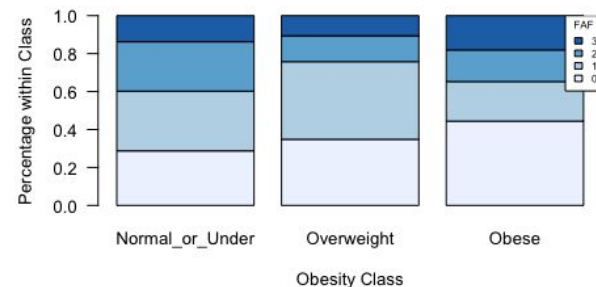 Percentage within Class
1.0
0.8
0.6
0.4
0.2
0.0
FAF
3
2
1
0
Normal_or_Under Overweight Obese
Obesity Class